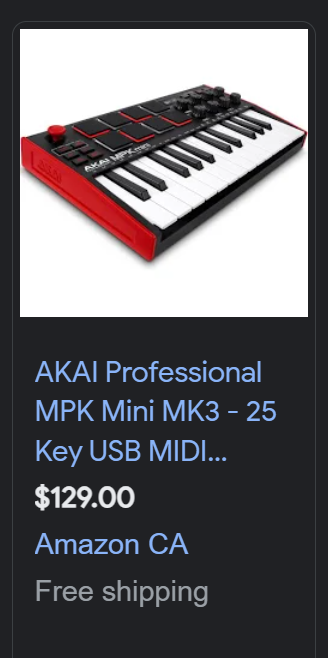 AKAI MPK mini
AKAI Professional
MPK Mini MK3 - 25
Key USB MIDI...
$129.00
Amazon CA
Free shipping